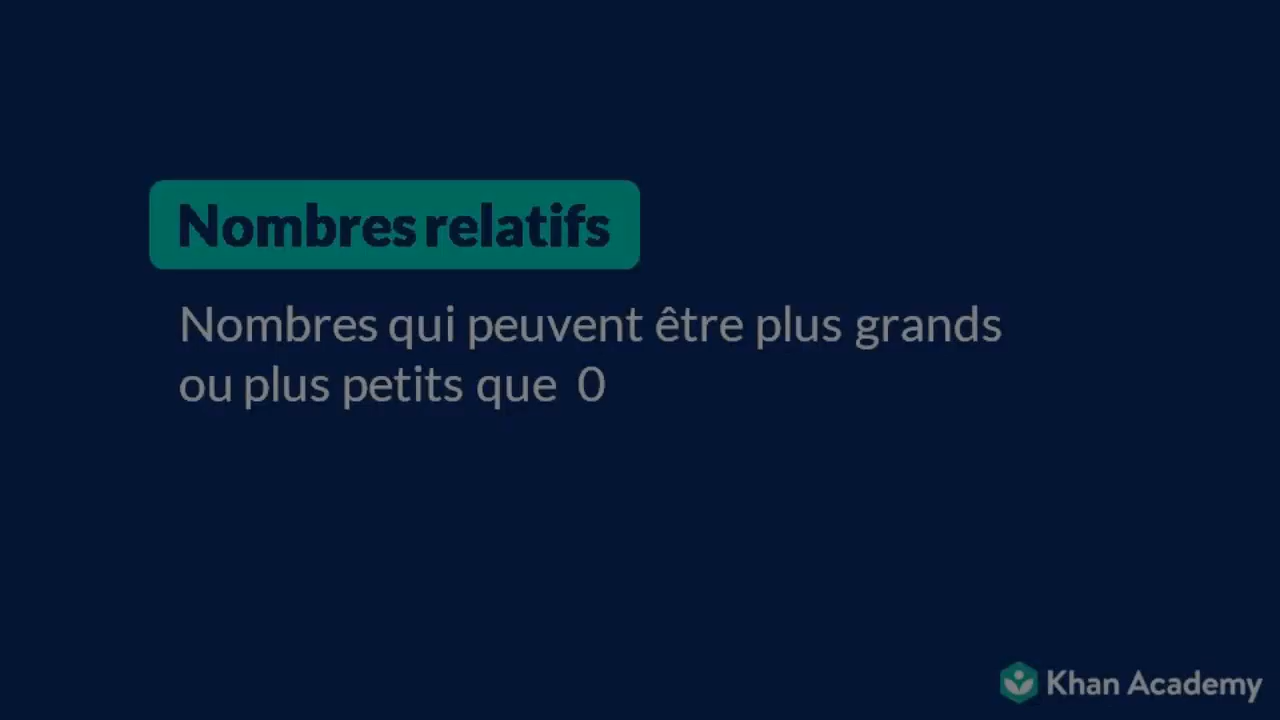 Nombres relatifs
Nombres qui peuvent être plus grands
ou plus petits que 0
Khan Academy